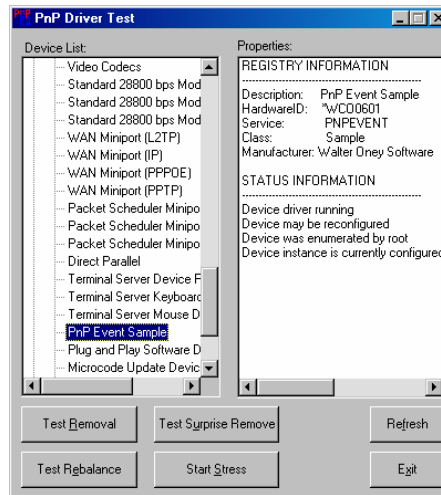 PnP Driver Test
Device List:
Video Codecs
Standard 28800 bps Mod
Standard 28800 bps Mod
Standard 28800 bps Mod
WAN Miniport (L2TP)
WAN Miniport (IP)
WAN Miniport (PPPOE)
WAN Miniport (PPTP)
Packet Scheduler Minipo
Packet Scheduler Minipo
Packet Scheduler Minipo
Direct Parallel
Terminal Server Device F
Terminal Server Keyboard
Terminal Server Mouse D
PnP Event Sample
Plug and Play Software D
Microcode Update Devic
Properties:
REGISTRY INFORMATION
Description: PnP Event Sample
HardwareID: *WCO0601
Service: PNPEVENT
Class: Sample
Manufacturer: Walter Oney Software
STATUS INFORMATION
Device driver running
Device may be reconfigured
Device was enumerated by root
Device instance is currently configured
Test Removal
Test Surprise Remove
Refresh
Test Rebalance
Start Stress
Exit